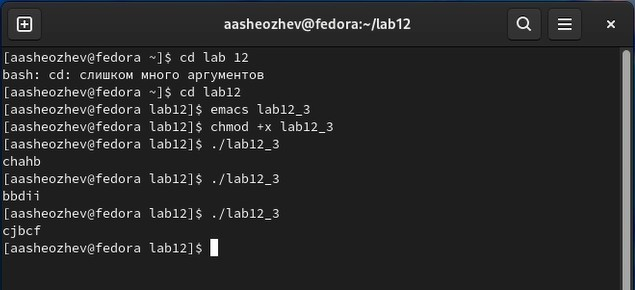 aasheozhev@fedora:~/lab12
[aasheozhev@fedora ~]$ cd lab 12
bash: cd: слишком много аргументов
[aasheozhev@fedora ~]$ cd lab12
[aasheozhev@fedora lab12]$ emacs lab12_3
[aasheozhev@fedora lab12]$ chmod +x lab12_3
[aasheozhev@fedora lab12]$ ./lab12_3
chahb
[aasheozhev@fedora lab12]$ ./lab12_3
bbdii
[aasheozhev@fedora lab12]$ ./lab12_3
cjbcf
[aasheozhev@fedora lab12]$